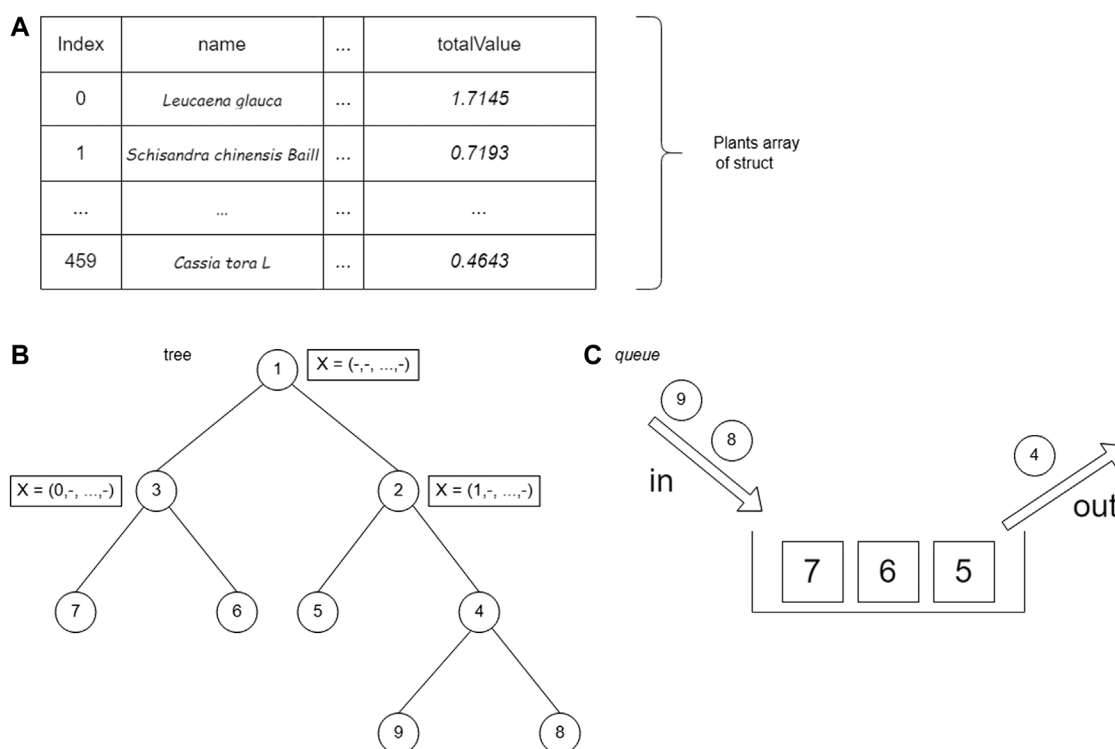 A
Index name ... totalValue
0 Leucaena glauca ... 1.7145
1 Schisandra chinensis Baill ... 0.7193
... ... ... ...
459 Cassia tora L ... 0.4643
Plants array
of struct
B
tree
1
X = (-,-, ...,-)
X = (0,-, ...,-)
3
2
X = (1,-, ...,-)
7
6
5
4
9
8
C queue
9
8
in
4
out
7 6 5